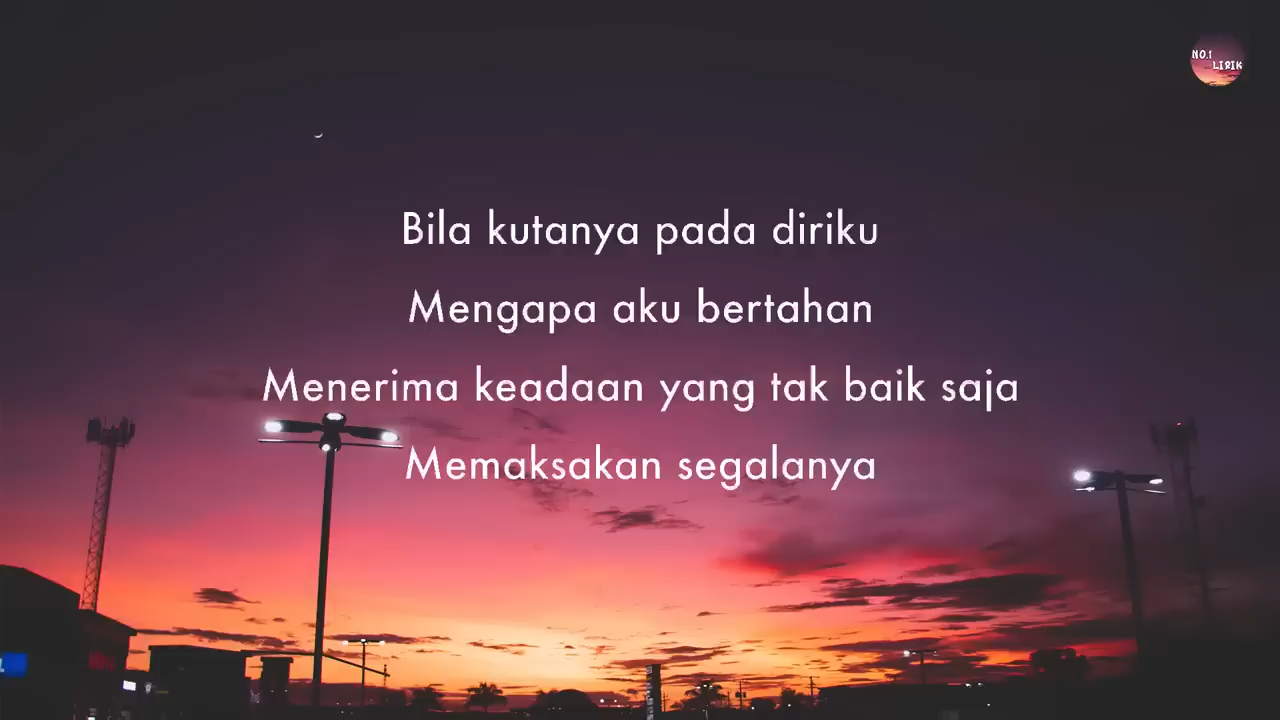 NO.1
LIRIK
Bila kutanya pada diriku
Mengapa aku bertahan
Menerima keadaan yang tak baik saja
Memaksakan segalanya